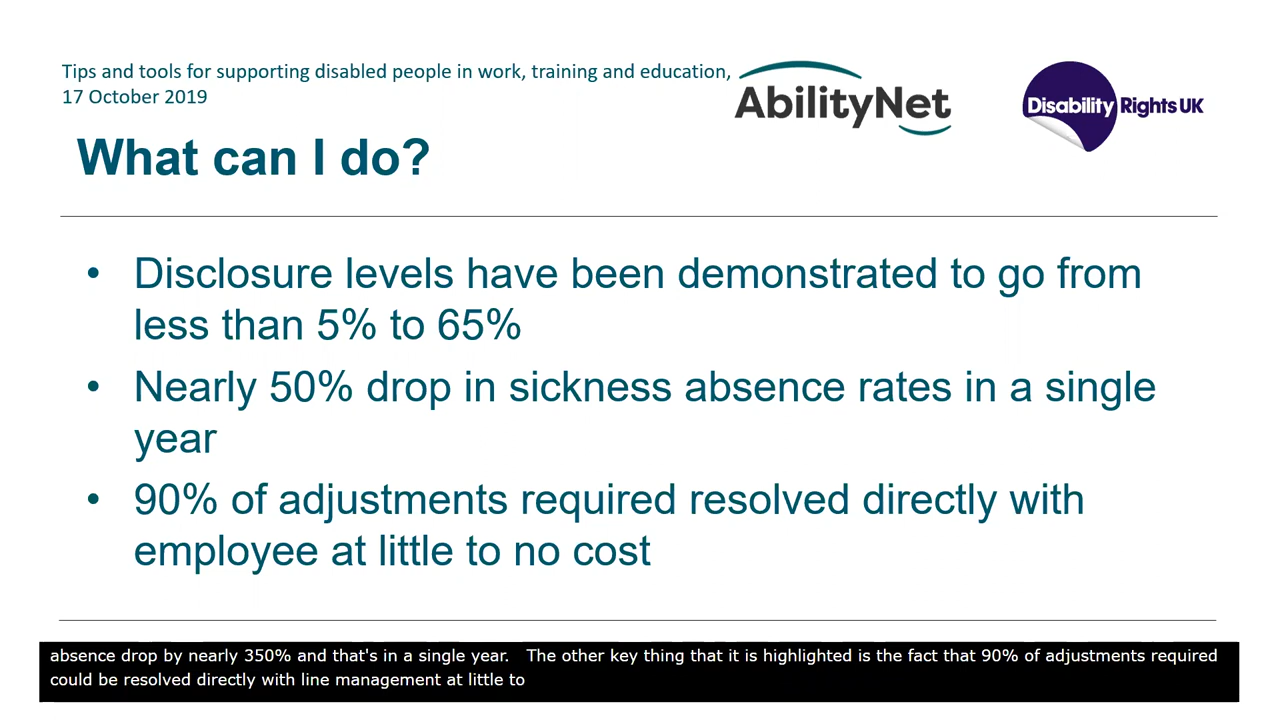 Tips and tools for supporting disabled people in work, training and education,
17 October 2019
AbilityNet
Disability Rights UK
What can I do?
• Disclosure levels have been demonstrated to go from
less than 5% to 65%
• Nearly 50% drop in sickness absence rates in a single
year
• 90% of adjustments required resolved directly with
employee at little to no cost
absence drop by nearly 350% and that's in a single year.   The other key thing that it is highlighted is the fact that 90% of adjustments required
could be resolved directly with line management at little to